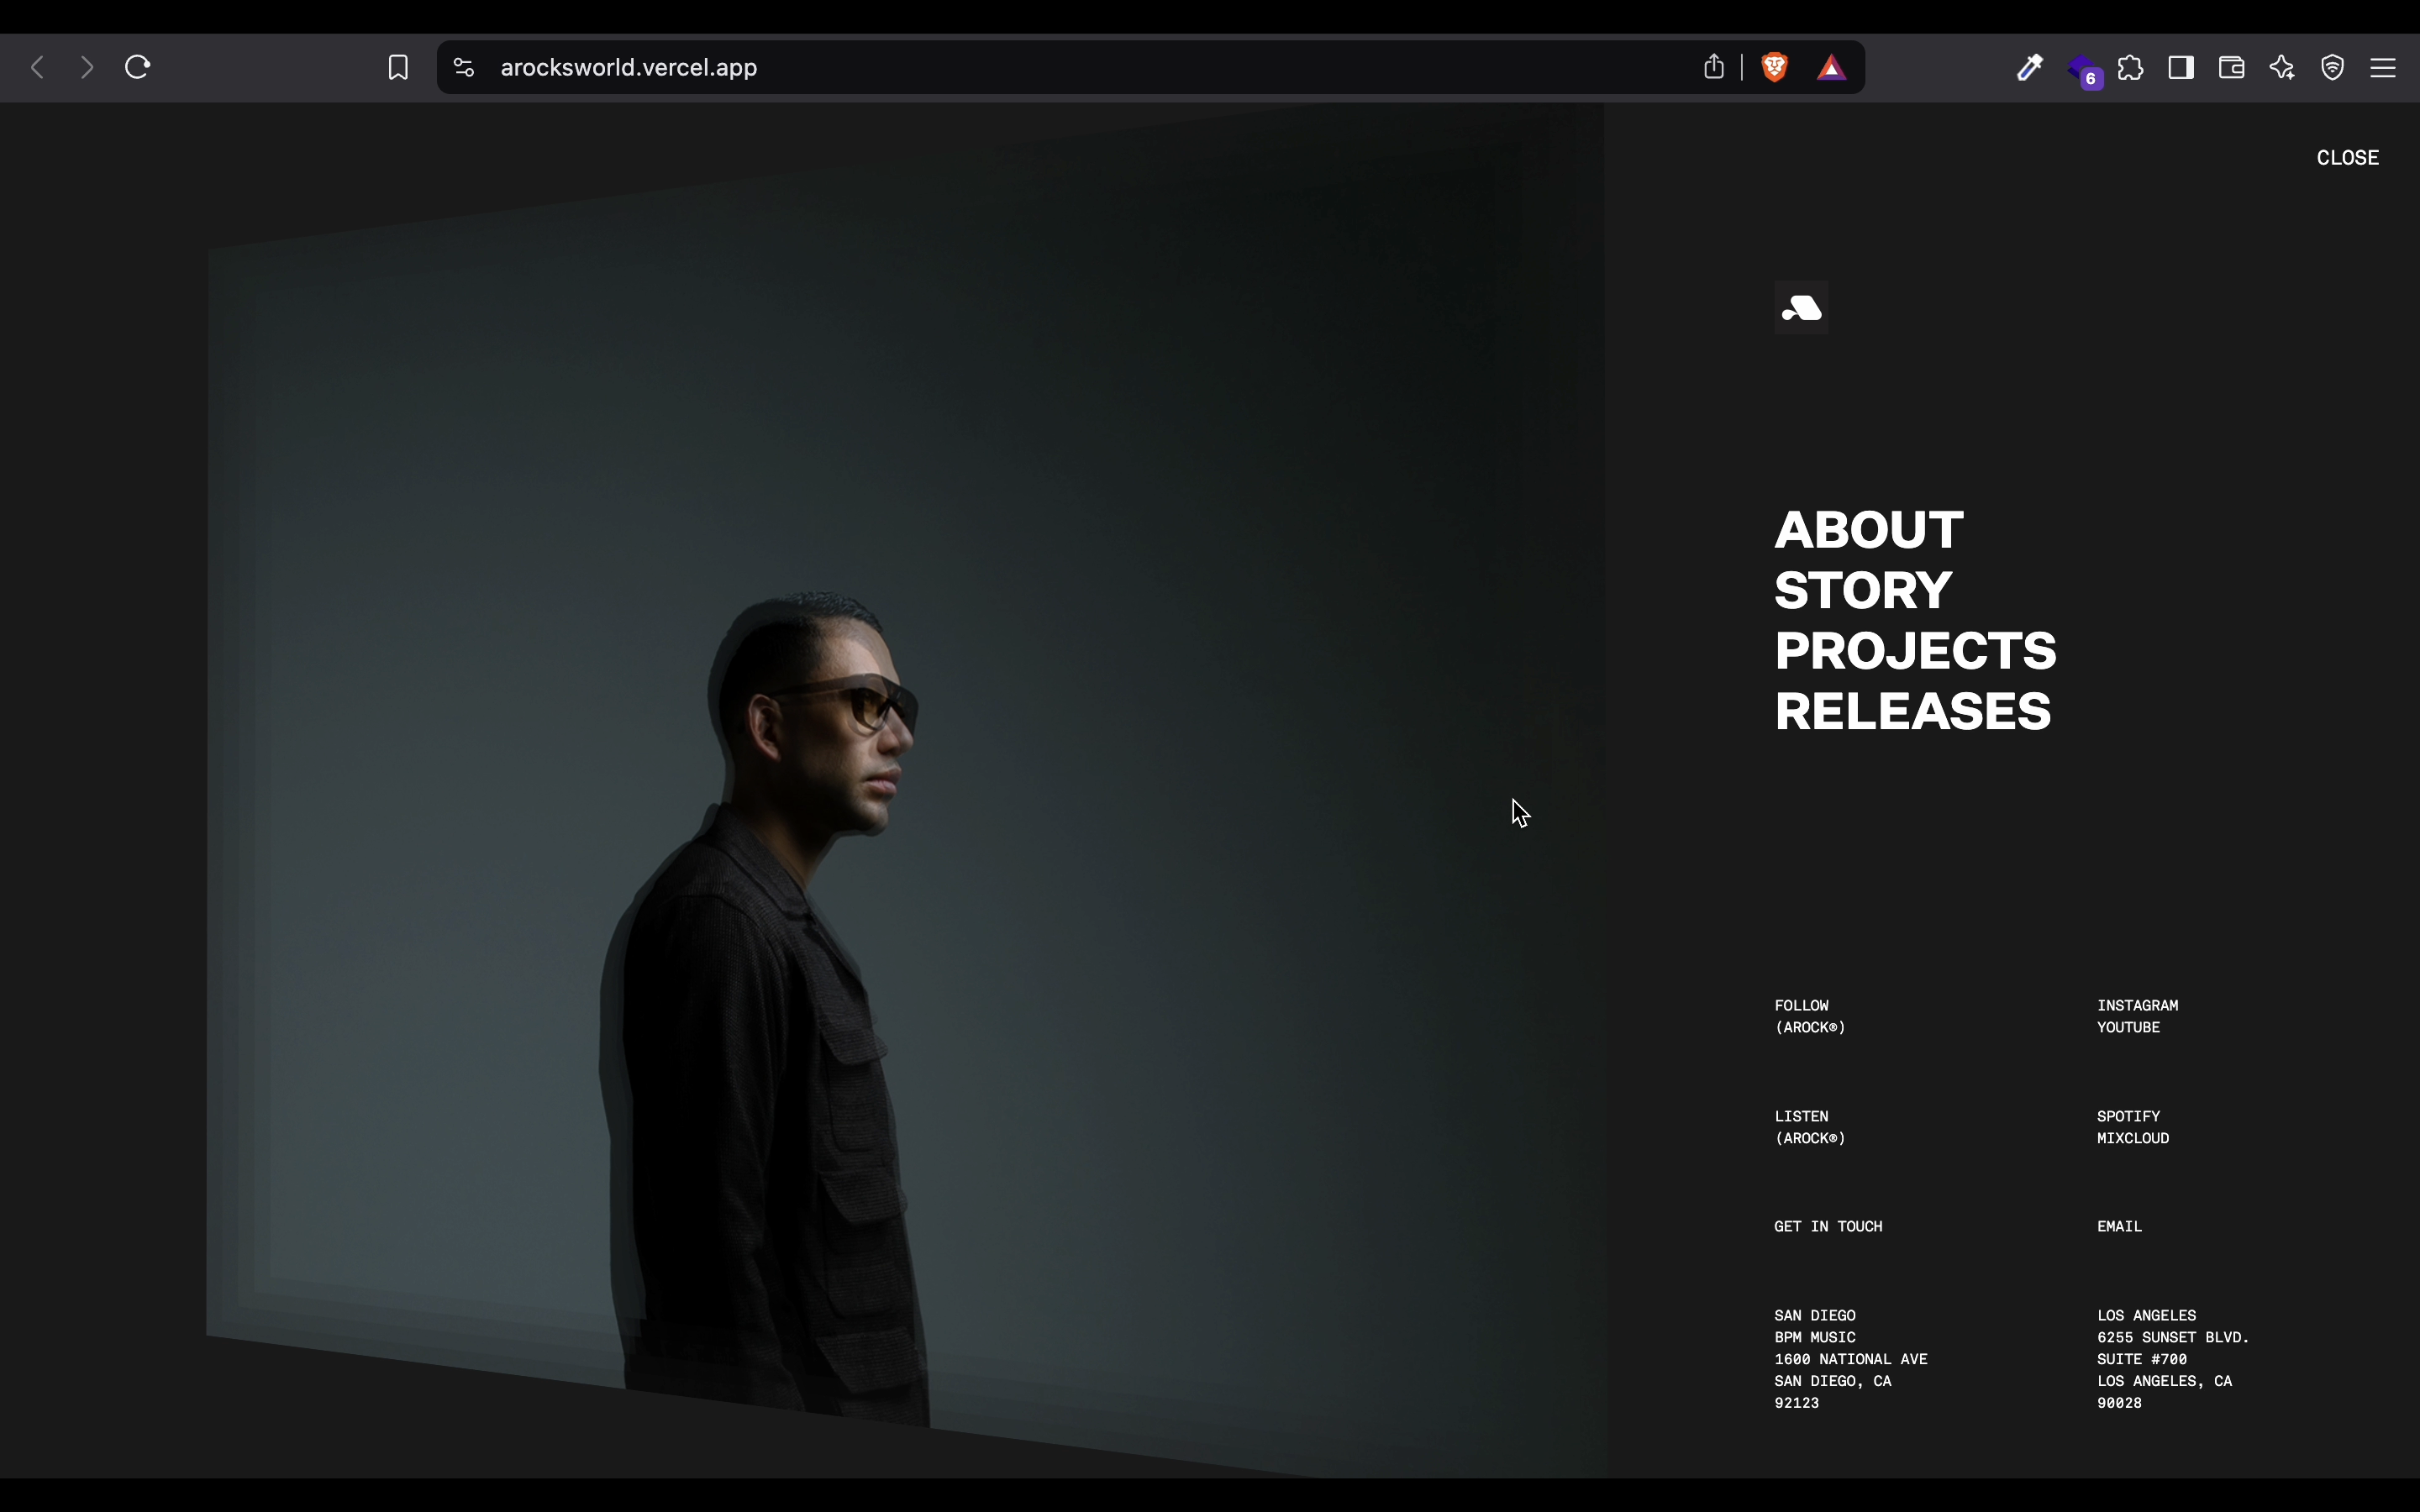 arocksworld.vercel.app
6
CLOSE
ABOUT
STORY
PROJECTS
RELEASES
FOLLOW
(AROCK®)
INSTAGRAM
YOUTUBE
LISTEN
(AROCK®)
SPOTIFY
MIXCLOUD
GET IN TOUCH
EMAIL
SAN DIEGO
BPM MUSIC
1600 NATIONAL AVE
SAN DIEGO, CA
92123
LOS ANGELES
6255 SUNSET BLVD.
SUITE #700
LOS ANGELES, CA
90028